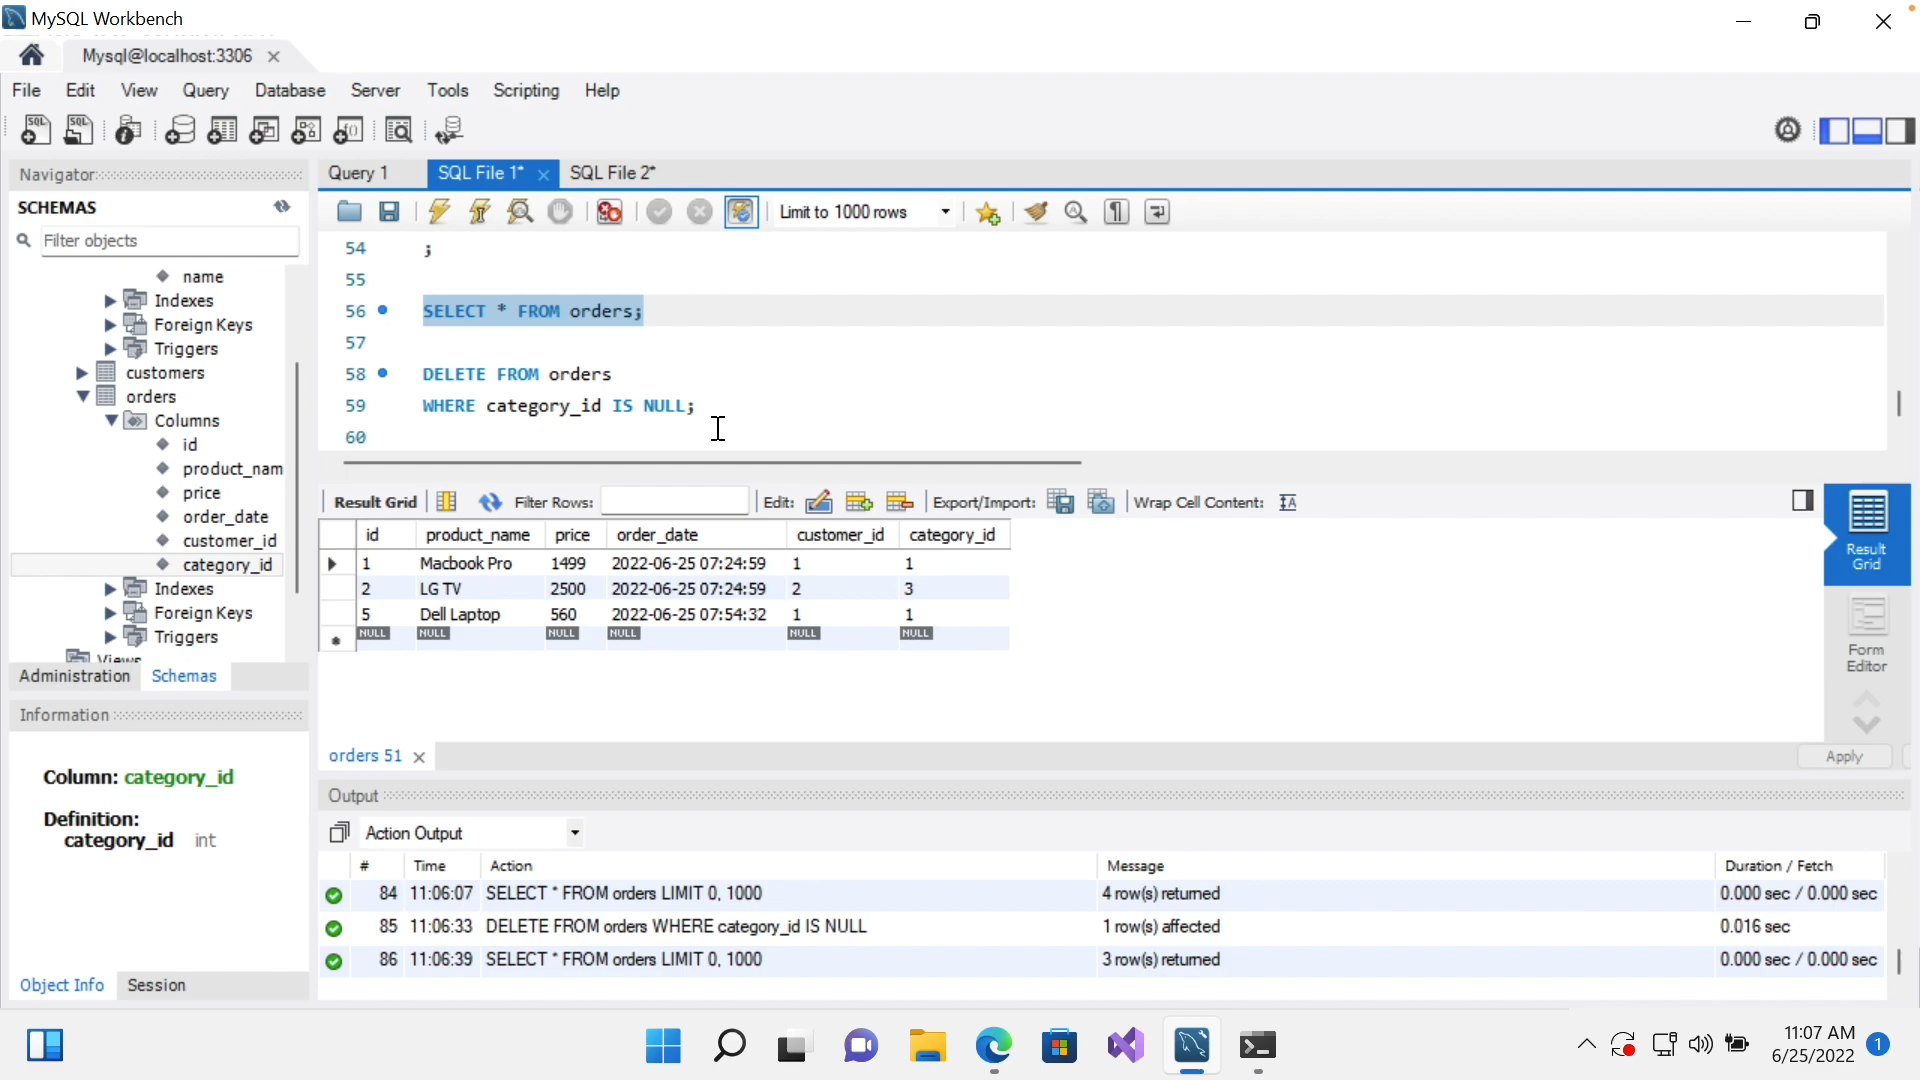 MySQL Workbench
Mysql@localhost:3306
File Edit View Query Database Server Tools Scripting Help
Navigator
SCHEMAS
Filter objects
name
Indexes
Foreign Keys
Triggers
customers
orders
Columns
id
product_nam
price
order_date
customer_id
category_id
Indexes
Foreign Keys
Triggers
Views
Administration Schemas
Information
Column: category_id
Definition:
category_id int
Object Info Session
Query 1 SQL File 1* SQL File 2*
Limit to 1000 rows
54 ;
55
56 SELECT * FROM orders;
57
58 DELETE FROM orders
59 WHERE category_id IS NULL;
60
Result Grid Filter Rows: Edit: Export/Import: Wrap Cell Content:
id product_name price order_date customer_id category_id
1 Macbook Pro 1499 2022-06-25 07:24:59 1 1
2 LG TV 2500 2022-06-25 07:24:59 2 3
5 Dell Laptop 560 2022-06-25 07:54:32 1 1
NULL NULL NULL NULL NULL NULL
Result
Grid
Form
Editor
orders 51
Apply
Output
Action Output
# Time Action Message Duration / Fetch
84 11:06:07 SELECT * FROM orders LIMIT 0, 1000 4 row(s) returned 0.000 sec / 0.000 sec
85 11:06:33 DELETE FROM orders WHERE category_id IS NULL 1 row(s) affected 0.016 sec
86 11:06:39 SELECT * FROM orders LIMIT 0, 1000 3 row(s) returned 0.000 sec / 0.000 sec
11:07 AM
6/25/2022
1